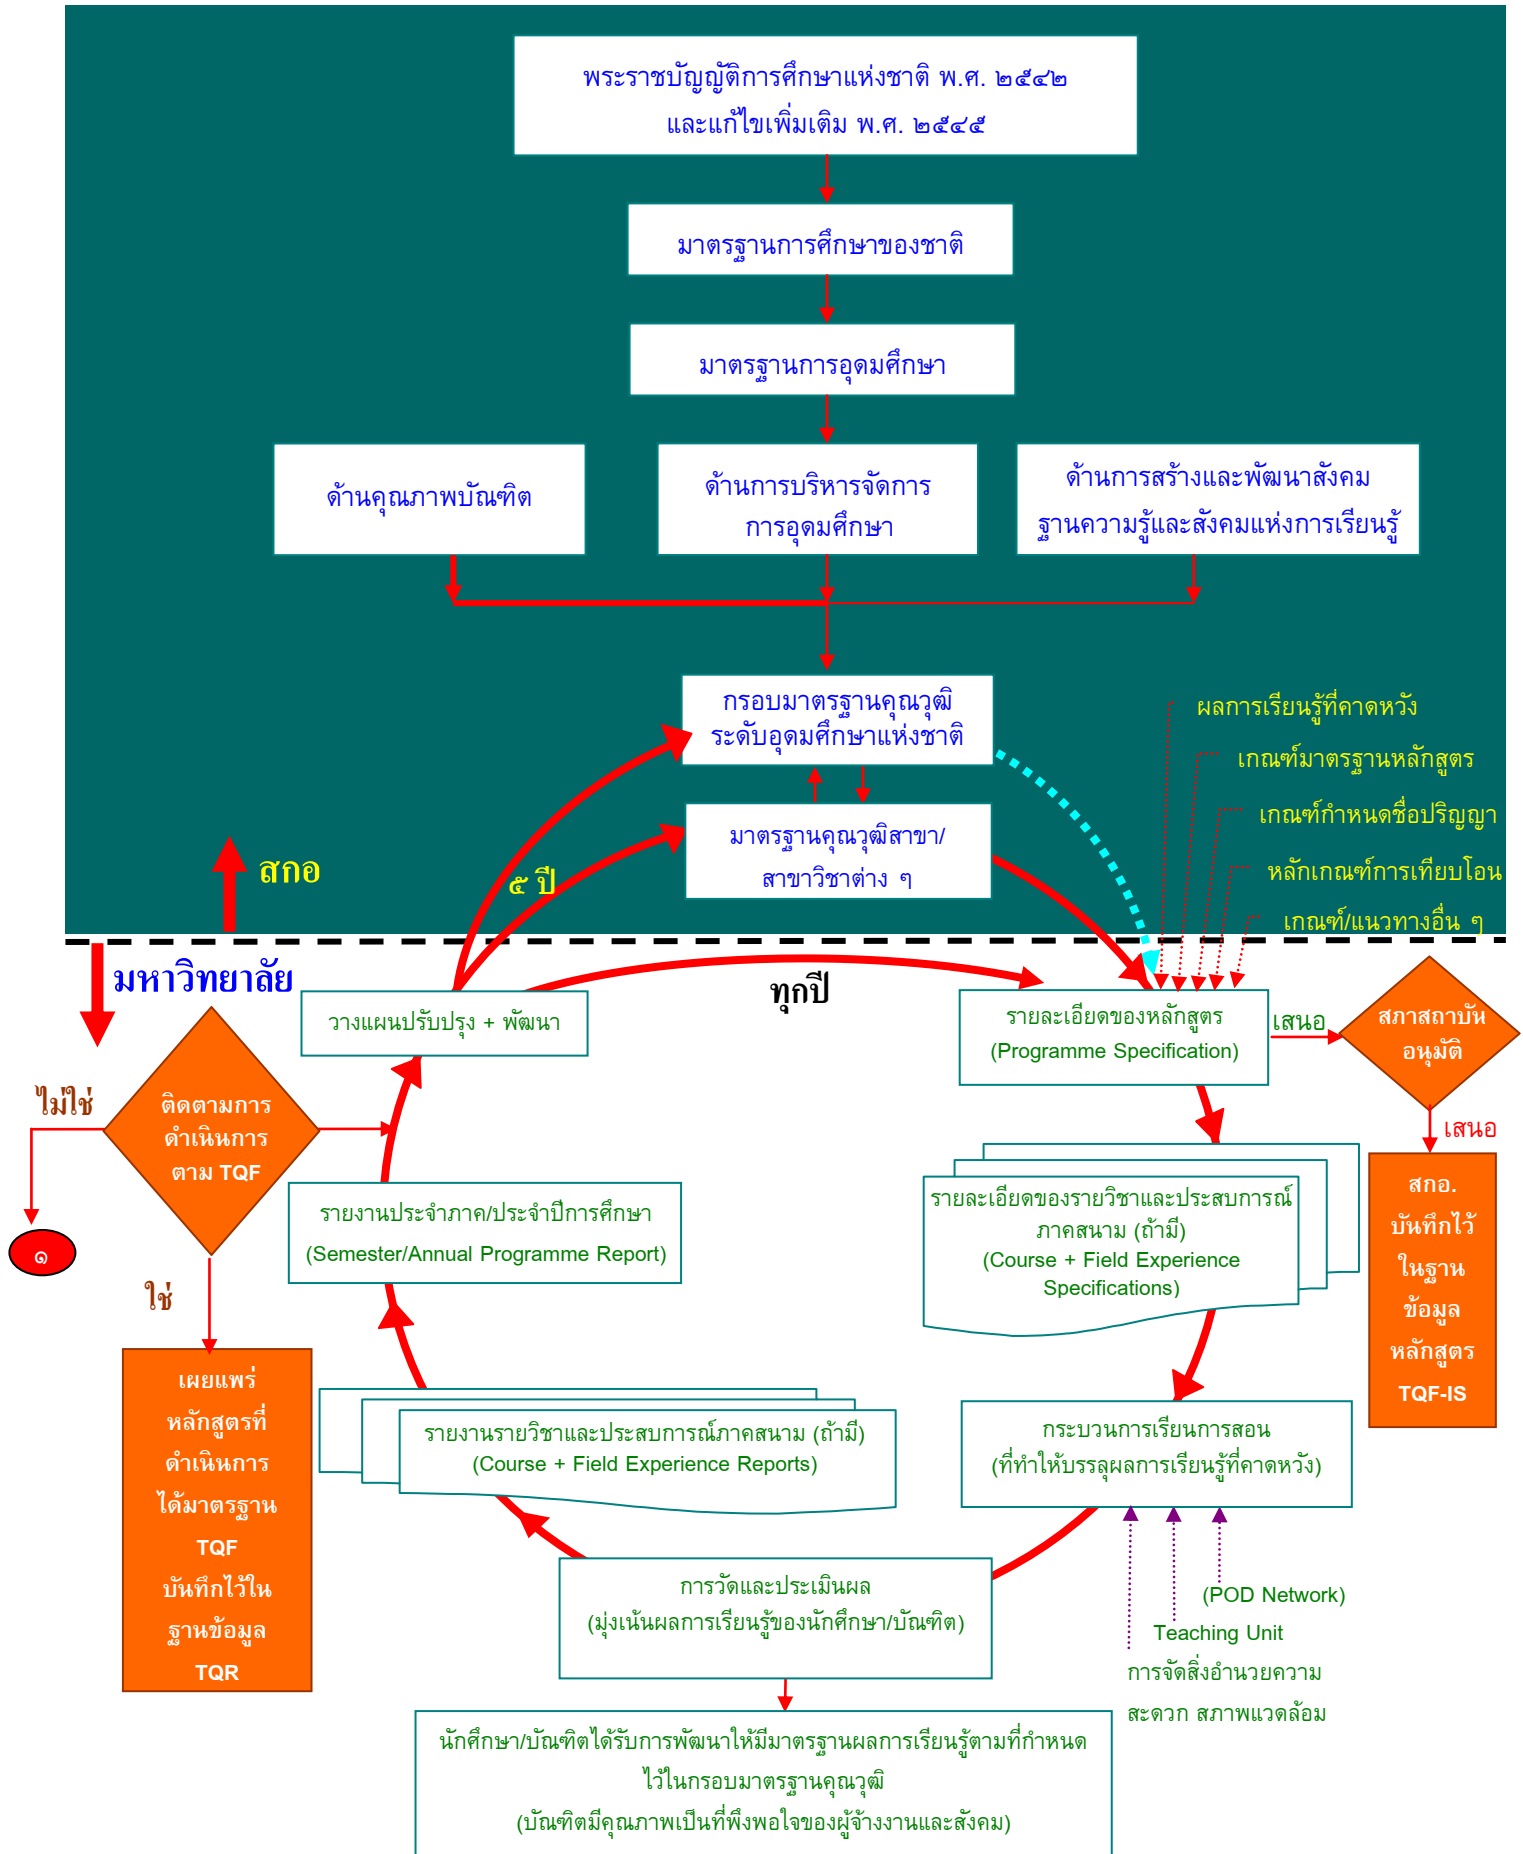 พระราชบัญญัติการศึกษาแห่งชาติ พ.ศ. ๒๕๔๒
และแก้ไขเพิ่มเติม พ.ศ. ๒๕๔๕
มาตรฐานการศึกษาของชาติ
มาตรฐานการอุดมศึกษา
ด้านคุณภาพบัณฑิต
ด้านการบริหารจัดการ
การอุดมศึกษา
ด้านการสร้างและพัฒนาสังคม
ฐานความรู้และสังคมแห่งการเรียนรู้
กรอบมาตรฐานคุณวุฒิ
ระดับอุดมศึกษาแห่งชาติ
ผลการเรียนรู้ที่คาดหวัง
เกณฑ์มาตรฐานหลักสูตร
เกณฑ์กำหนดชื่อปริญญา
หลักเกณฑ์การเทียบโอน
เกณฑ์/แนวทางอื่น ๆ
มาตรฐานคุณวุฒิสาขา/
สาขาวิชาต่าง ๆ
สกอ
๕ ปี
มหาวิทยาลัย
ทุกปี
วางแผนปรับปรุง + พัฒนา
รายละเอียดของหลักสูตร
(Programme Specification)
เสนอ
สภาสถาบัน
อนุมัติ
เสนอ
สกอ.
บันทึกไว้
ในฐาน
ข้อมูล
หลักสูตร
TQF-IS
ไม่ใช่
ติดตามการ
ดำเนินการ
ตาม TQF
๑
ใช่
เผยแพร่
หลักสูตรที่
ดำเนินการ
ได้มาตรฐาน
TQF
บันทึกไว้ใน
ฐานข้อมูล
TQR
รายงานประจำภาค/ประจำปีการศึกษา
(Semester/Annual Programme Report)
รายละเอียดของรายวิชาและประสบการณ์
ภาคสนาม (ถ้ามี)
(Course + Field Experience
Specifications)
รายงานรายวิชาและประสบการณ์ภาคสนาม (ถ้ามี)
(Course + Field Experience Reports)
กระบวนการเรียนการสอน
(ที่ทำให้บรรลุผลการเรียนรู้ที่คาดหวัง)
(POD Network)
Teaching Unit
การจัดสิ่งอำนวยความ
สะดวก สภาพแวดล้อม
การวัดและประเมินผล
(มุ่งเน้นผลการเรียนรู้ของนักศึกษา/บัณฑิต)
นักศึกษา/บัณฑิตได้รับการพัฒนาให้มีมาตรฐานผลการเรียนรู้ตามที่กำหนด
ไว้ในกรอบมาตรฐานคุณวุฒิ
(บัณฑิตมีคุณภาพเป็นที่พึงพอใจของผู้จ้างงานและสังคม)